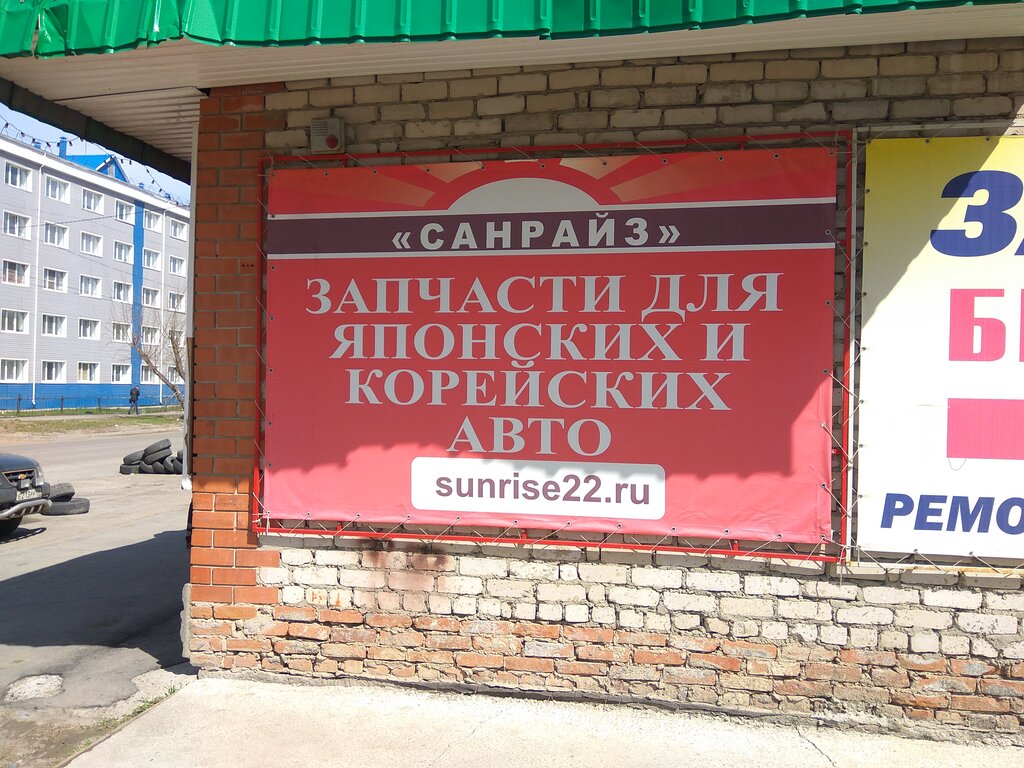 «САНРАЙЗ»
ЗАПЧАСТИ ДЛЯ
ЯПОНСКИХ И
КОРЕЙСКИХ
АВТО
sunrise22.ru